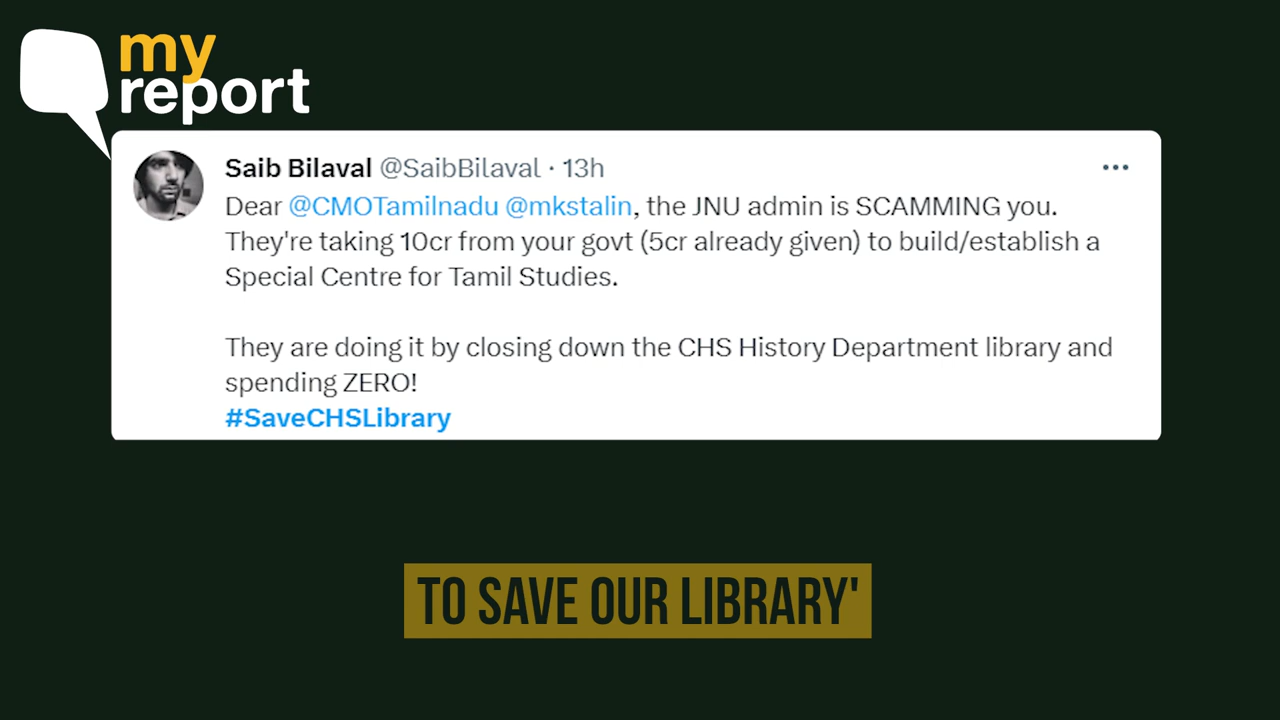 my
report
Saib Bilaval @SaibBilaval · 13h
Dear @CMOTamilnadu @mkstalin, the JNU admin is SCAMMING you.
They're taking 10cr from your govt (5cr already given) to build/establish a
Special Centre for Tamil Studies.
They are doing it by closing down the CHS History Department library and
spending ZERO!
#SaveCHSLibrary
TO SAVE OUR LIBRARY'